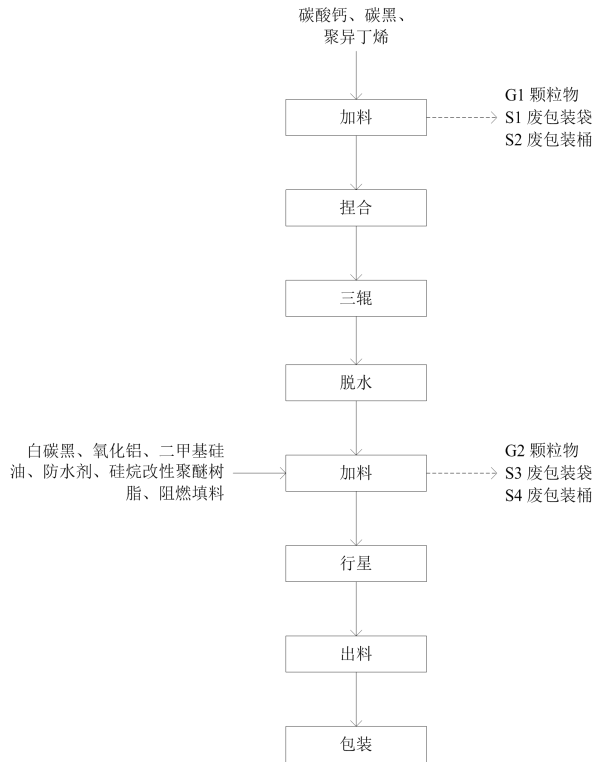 碳酸钙、碳黑、
聚异丁烯
加料
G1 颗粒物
S1 废包装袋
S2 废包装桶
捏合
三辊
脱水
白碳黑、氧化铝、二甲基硅
油、防水剂、硅烷改性聚醚树
脂、阻燃填料
加料
G2 颗粒物
S3 废包装袋
S4 废包装桶
行星
出料
包装